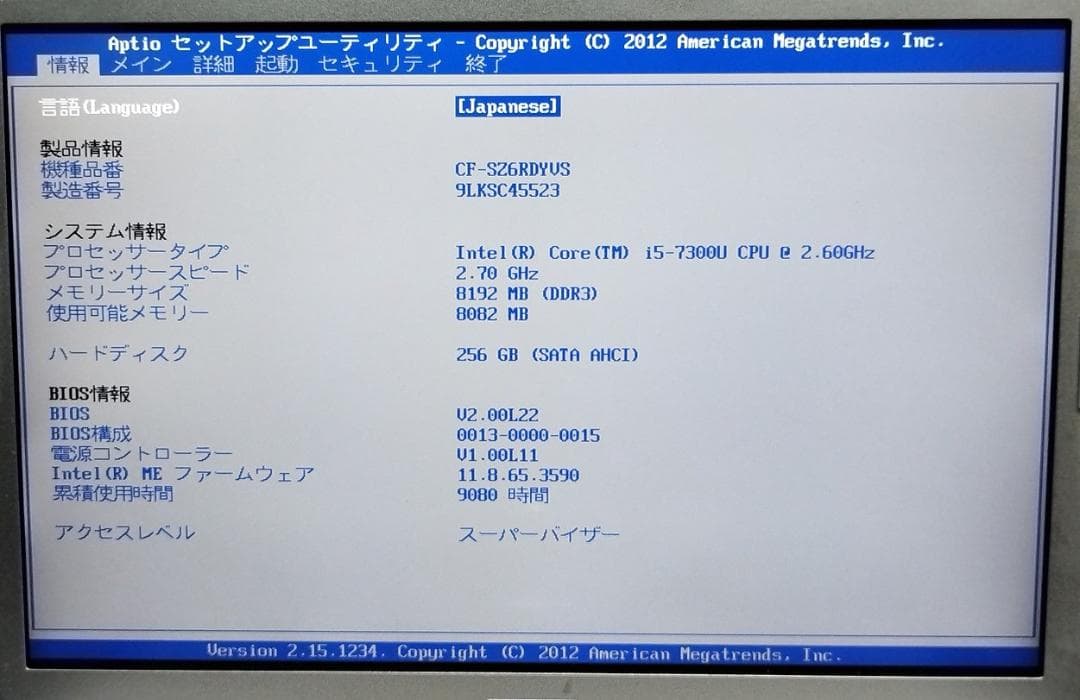 Aptio セットアップユーティリティ - Copyright (C) 2012 American Megatrends, Inc.
情報 メイン 詳細 起動 セキュリティ 終了
言語(Language) [Japanese]
製品情報
機種品番 CF-SZ6RDYVS
製造番号 9LKSC45523
システム情報
プロセッサータイプ Intel(R) Core(TM) i5-7300U CPU @ 2.60GHz
プロセッサースピード 2.70 GHz
メモリーサイズ 8192 MB (DDR3)
使用可能メモリー 8082 MB
ハードディスク 256 GB (SATA AHCI)
BIOS情報
BIOS V2.00L22
BIOS構成 0013-0000-0015
電源コントローラー V1.00L11
Intel(R) ME ファームウェア 11.8.65.3590
累積使用時間 9080 時間
アクセスレベル スーパーバイザー
Version 2.15.1234. Copyright (C) 2012 American Megatrends, Inc.